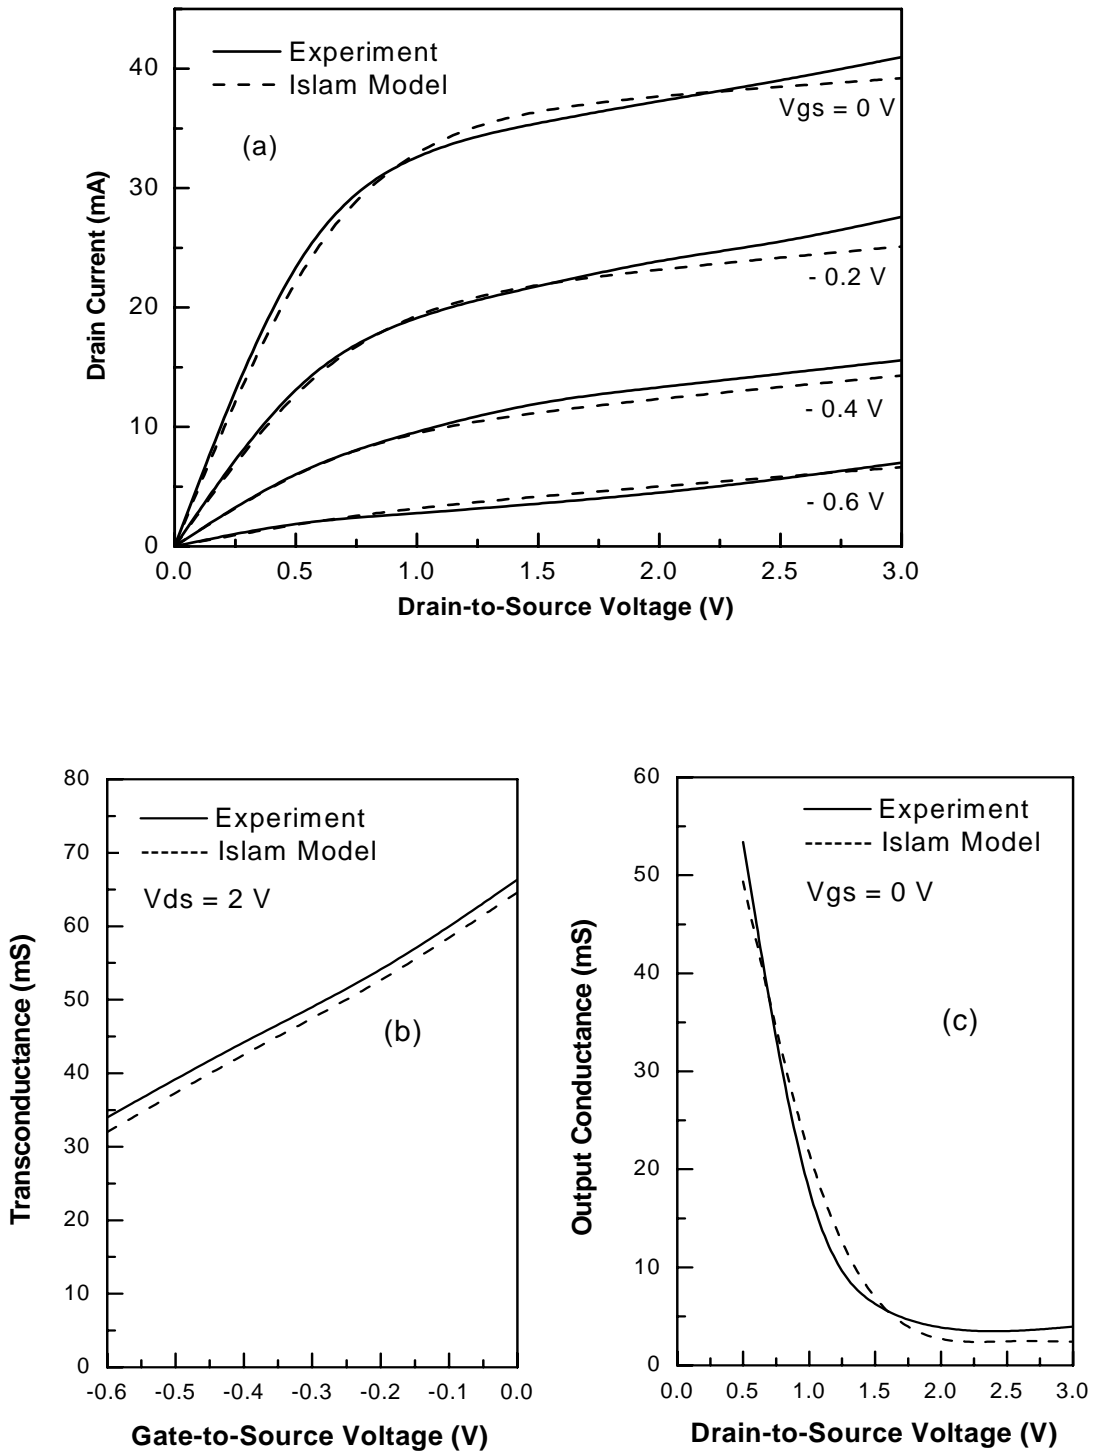 Experiment
Islam Model
(a)
Vgs = 0 V
- 0.2 V
- 0.4 V
- 0.6 V
40
30
20
10
0
0.0 0.5 1.0 1.5 2.0 2.5 3.0
Drain Current (mA)
Drain-to-Source Voltage (V)
Experiment
Islam Model
Vds = 2 V
(b)
80
70
60
50
40
30
20
10
0
-0.6 -0.5 -0.4 -0.3 -0.2 -0.1 0.0
Transconductance (mS)
Gate-to-Source Voltage (V)
Experiment
Islam Model
Vgs = 0 V
(c)
60
50
40
30
20
10
0
0.0 0.5 1.0 1.5 2.0 2.5 3.0
Output Conductance (mS)
Drain-to-Source Voltage (V)